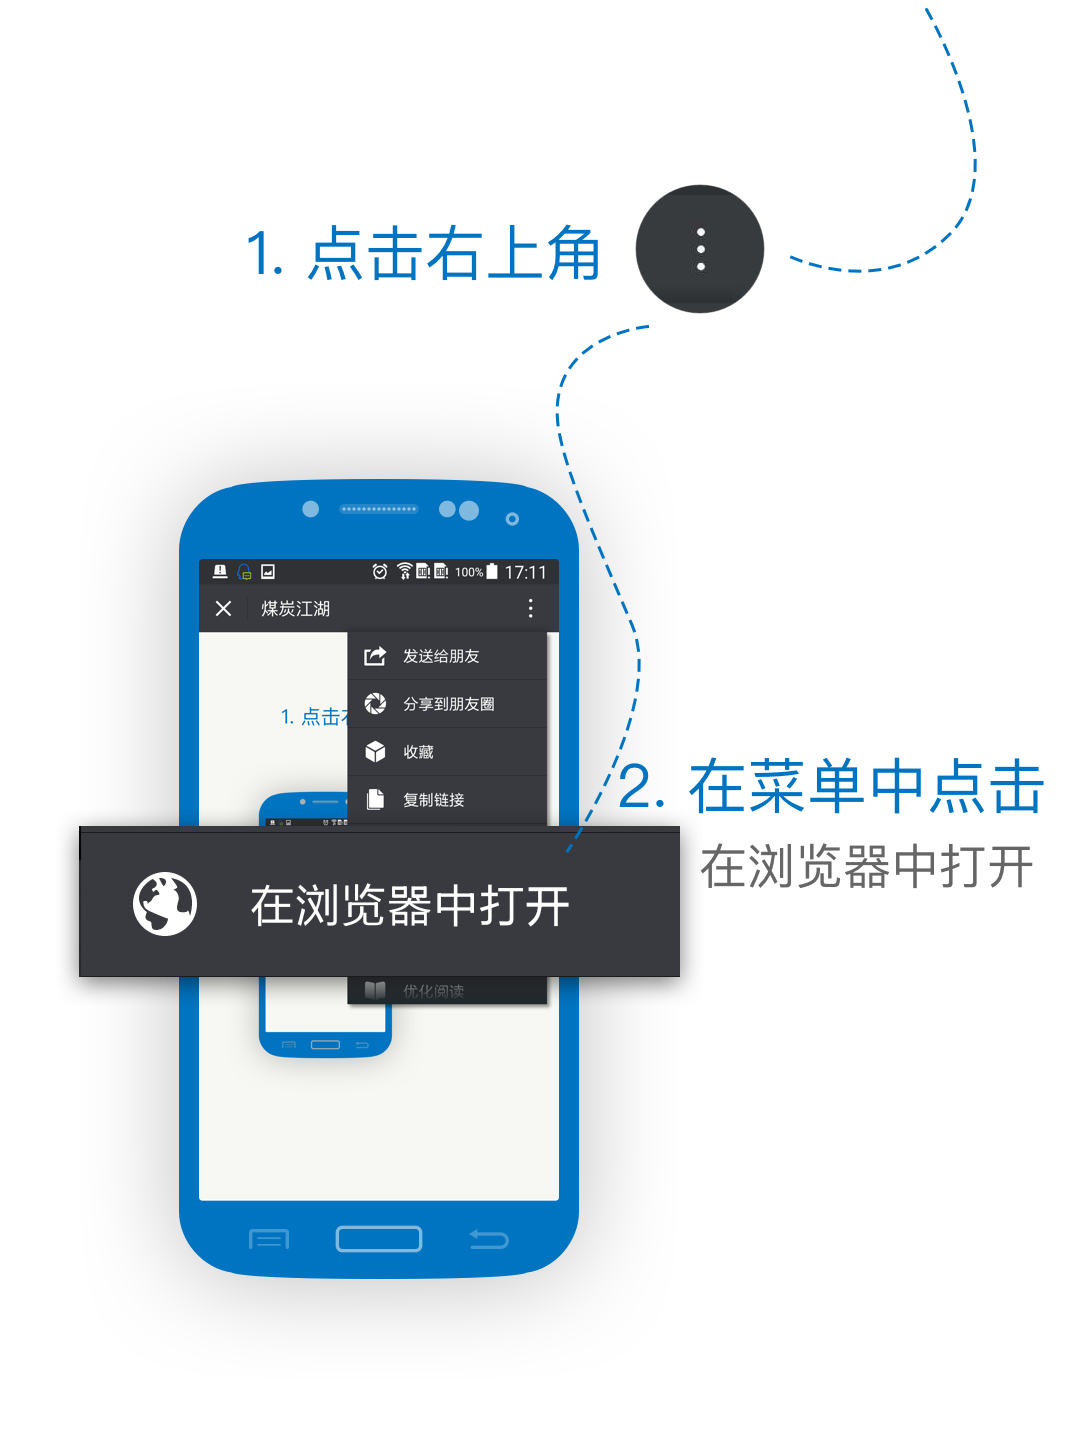 1. 点击右上角
100% 17:11
煤炭江湖
发送给朋友
1. 点击
分享到朋友圈
收藏
复制链接
2. 在菜单中点击
在浏览器中打开
在浏览器中打开
优化阅读